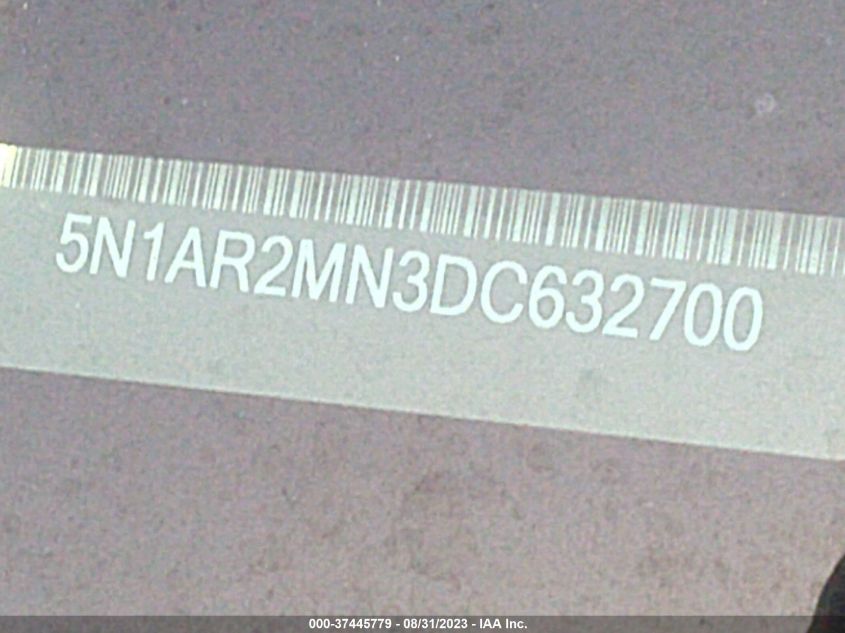 5N1AR2MN3DC632700
000-37445779 - 08/31/2023 - IAA Inc.